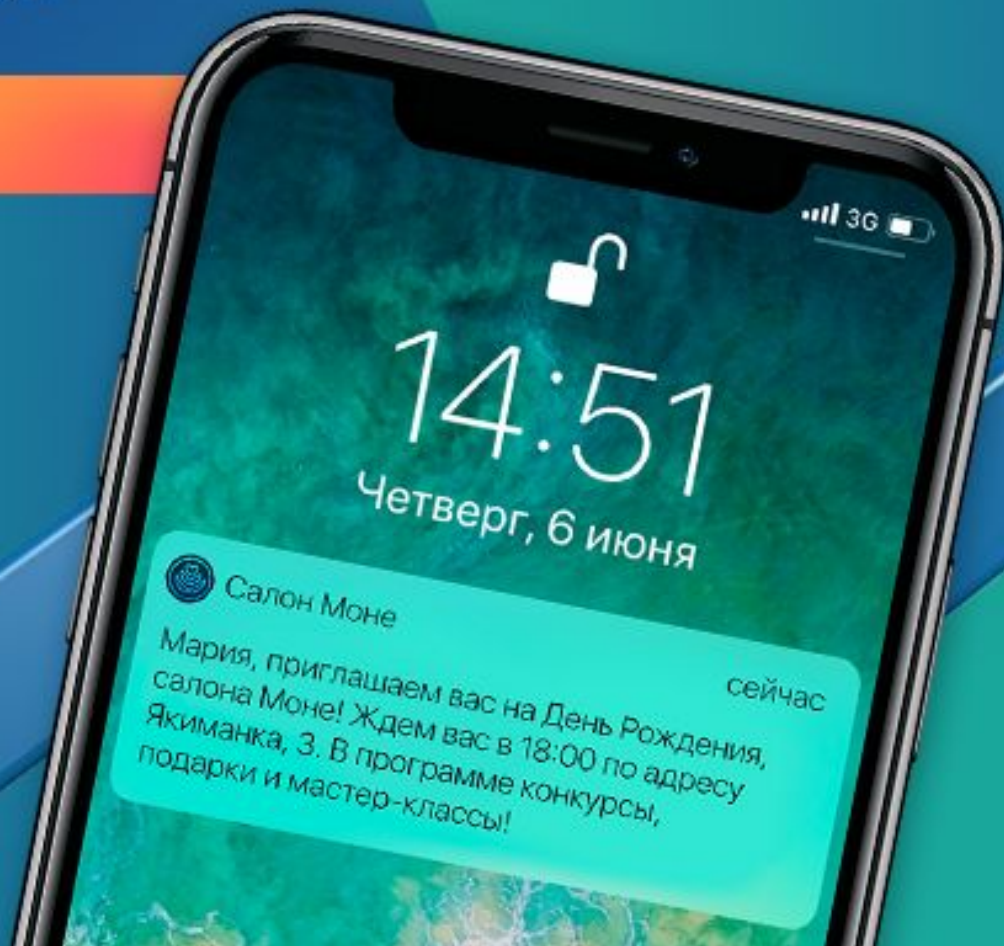 3G
14:51
Четверг, 6 июня
Салон Моне
сейчас
Мария, приглашаем вас на День Рождения,
салона Моне! Ждем вас в 18:00 по адресу
Якиманка, 3. В программе конкурсы,
подарки и мастер-классы!